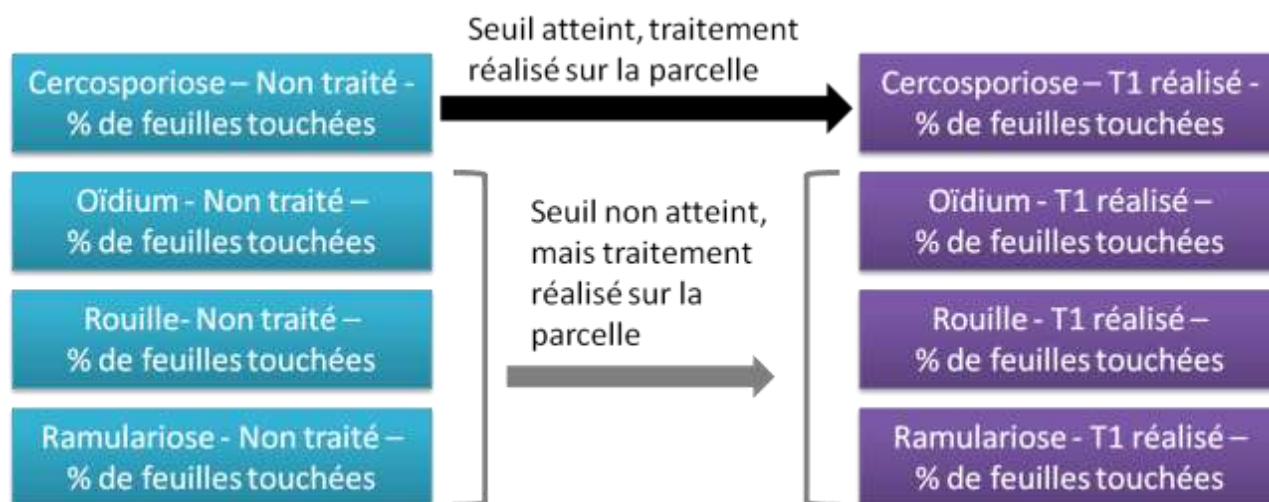 Seuil atteint, traitement
réalisé sur la parcelle
Cercosporiose – Non traité -
% de feuilles touchées
Cercosporiose – T1 réalisé -
% de feuilles touchées
Oïdium - Non traité –
% de feuilles touchées
Seuil non atteint,
mais traitement
réalisé sur la
parcelle
Oïdium - T1 réalisé –
% de feuilles touchées
Rouille- Non traité –
% de feuilles touchées
Rouille - T1 réalisé –
% de feuilles touchées
Ramulariose - Non traité –
% de feuilles touchées
Ramulariose - T1 réalisé –
% de feuilles touchées